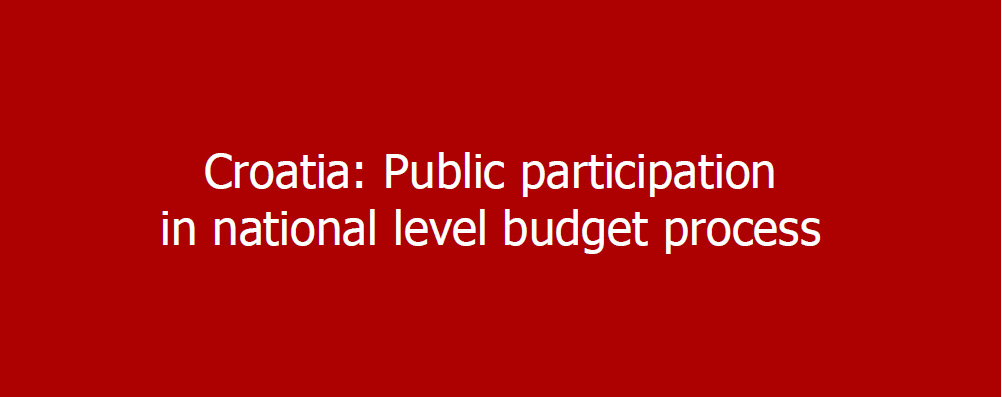 Croatia: Public participation
in national level budget process